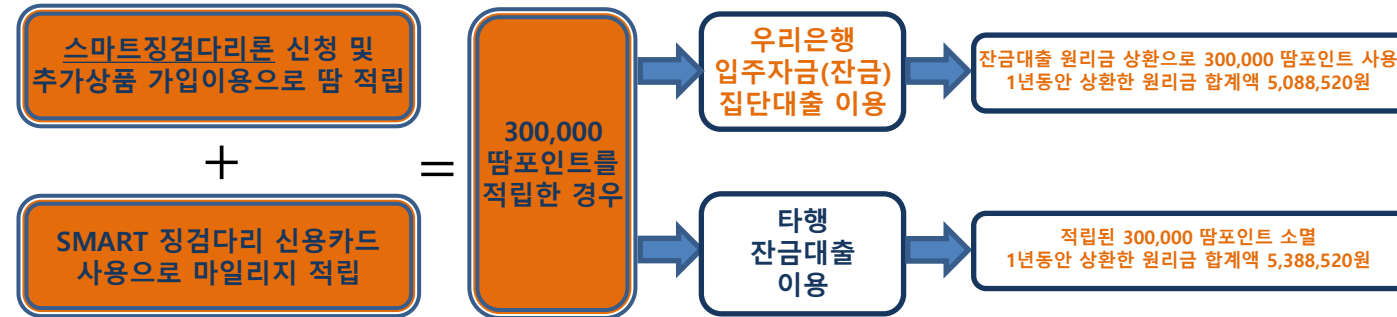 스마트징검다리론 신청 및
추가상품 가입이용으로 땀 적립
+
SMART 징검다리 신용카드
사용으로 마일리지 적립
=
300,000
땀포인트를
적립한 경우
우리은행
입주자금(잔금)
집단대출 이용
잔금대출 원리금 상환으로 300,000 땀포인트 사용
1년동안 상환한 원리금 합계액 5,088,520원
타행
잔금대출
이용
적립된 300,000 땀포인트 소멸
1년동안 상환한 원리금 합계액 5,388,520원